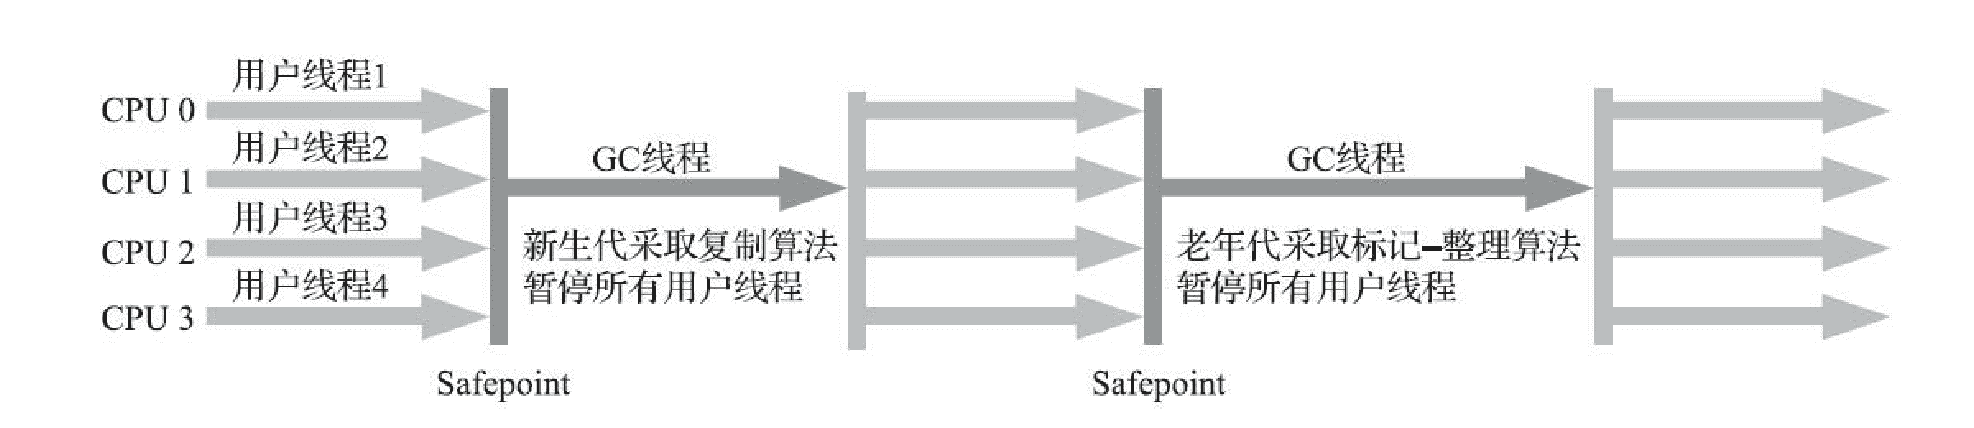 用户线程1
CPU 0
用户线程2
CPU 1
用户线程3
CPU 2
用户线程4
CPU 3
GC线程
新生代采取复制算法
暂停所有用户线程
Safepoint
GC线程
老年代采取标记–整理算法
暂停所有用户线程
Safepoint